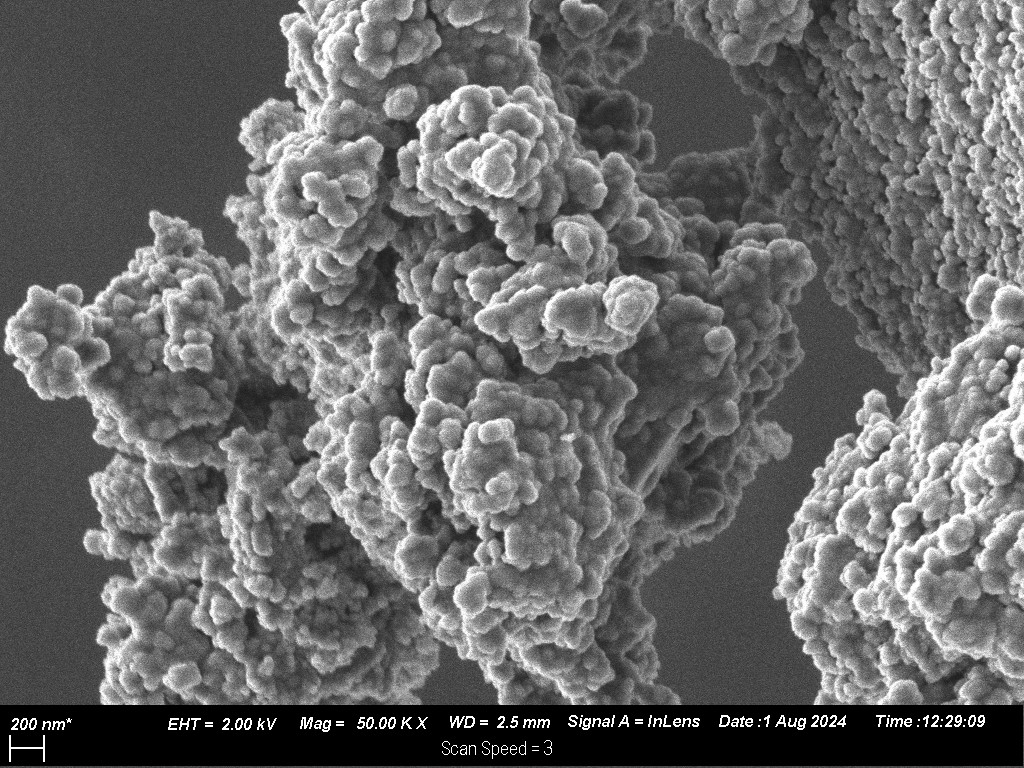 200 nm* EHT = 2.00 kV Mag = 50.00 K X WD = 2.5 mm Signal A = InLens Date :1 Aug 2024 Time :12:29:09
Scan Speed = 3